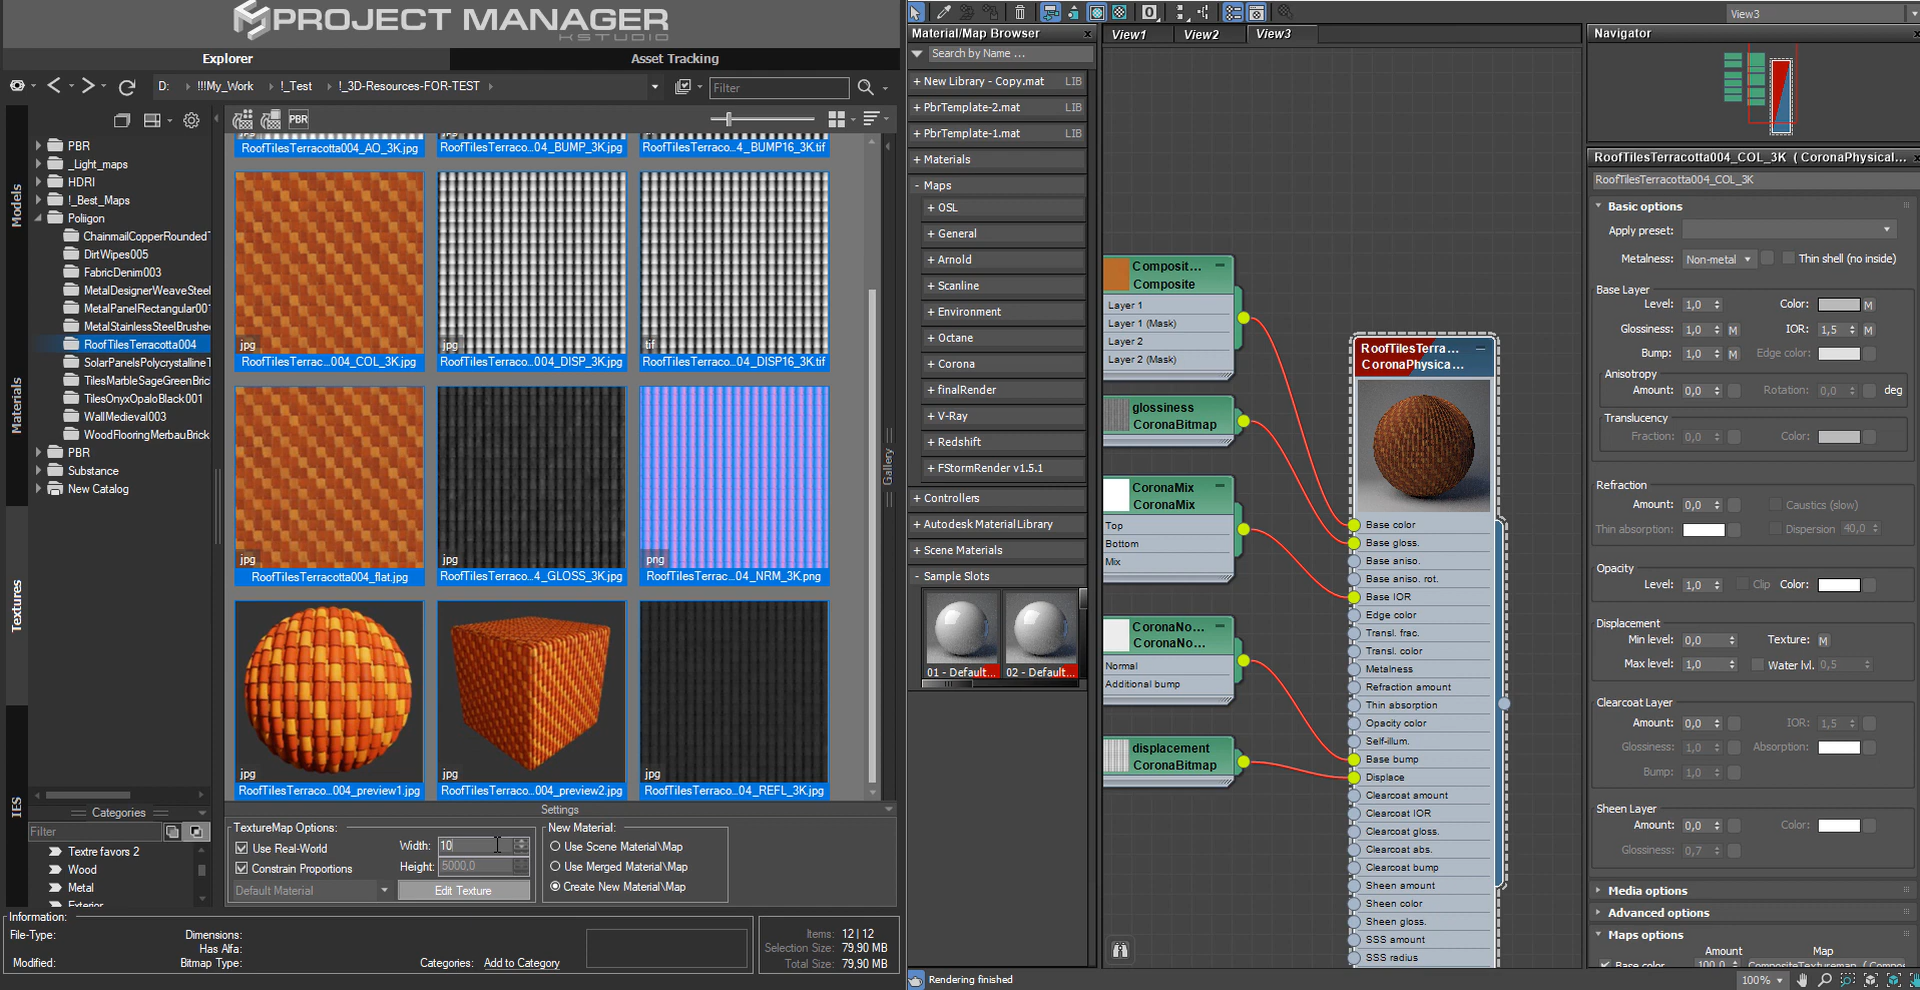 PROJECT MANAGER
KSTUDIO
Explorer
Asset Tracking
D:
!!!My_Work
!_Test
!_3D-Resources-FOR-TEST
Filter
PBR
Models
Materials
Textures
IES
PBR
_Light_maps
HDRI
!_Best_Maps
Poliigon
ChainmailCopperRounded
DirtWipes005
FabricDenim003
MetalDesignerWeaveSteel
MetalPanelRectangular00
MetalStainlessSteelBrushe
RoofTilesTerracotta004
SolarPanelsPolycrystalline
TilesMarbleSageGreenBric
TilesOnyxOpaloBlack001
WallMedieval003
WoodFlooringMerbauBrick
PBR
Substance
New Catalog
Categories
Filter
Textre favors 2
Wood
Metal
Exterior
RoofTilesTerracotta004_AO_3K.jpg
RoofTilesTerraco...04_BUMP_3K.jpg
RoofTilesTerraco...4_BUMP16_3K.tif
jpg
RoofTilesTerrac...004_COL_3K.jpg
jpg
RoofTilesTerraco...004_DISP_3K.jpg
tif
RoofTilesTerraco...04_DISP16_3K.tif
jpg
RoofTilesTerracotta004_flat.jpg
jpg
RoofTilesTerraco...4_GLOSS_3K.jpg
png
RoofTilesTerrac...04_NRM_3K.png
jpg
RoofTilesTerraco...004_preview1.jpg
jpg
RoofTilesTerraco...004_preview2.jpg
jpg
RoofTilesTerraco...04_REFL_3K.jpg
Gallery
Settings
TextureMap Options:
Use Real-World
Constrain Proportions
Default Material
Width: 10
Height: 5000,0
Edit Texture
New Material:
Use Scene Material\Map
Use Merged Material\Map
Create New Material\Map
Information:
File-Type:
Modified:
Dimensions:
Has Alfa:
Bitmap Type:
Categories: Add to Category
Items: 12 | 12
Selection Size: 79,90 MB
Total Size: 79,90 MB
Material/Map Browser
Search by Name ...
+ New Library - Copy.mat LIB
+ PbrTemplate-2.mat LIB
+ PbrTemplate-1.mat LIB
+ Materials
- Maps
+ OSL
+ General
+ Arnold
+ Scanline
+ Environment
+ Octane
+ Corona
+ finalRender
+ V-Ray
+ Redshift
+ FStormRender v1.5.1
+ Controllers
+ Autodesk Material Library
+ Scene Materials
- Sample Slots
01 - Default...
02 - Default...
Rendering finished
View1
View2
View3
Composit...
Composite
Layer 1
Layer 1 (Mask)
Layer 2
Layer 2 (Mask)
glossiness
CoronaBitmap
CoronaMix
CoronaMix
Top
Bottom
Mix
CoronaNo...
CoronaNo...
Normal
Additional bump
displacement
CoronaBitmap
RoofTilesTerra...
CoronaPhysica...
Base color
Base gloss.
Base aniso.
Base aniso. rot.
Base IOR
Edge color
Transl. frac.
Transl. color
Metalness
Refraction amount
Thin absorption
Opacity color
Self-illum.
Base bump
Displace
Clearcoat amount
Clearcoat IOR
Clearcoat gloss.
Clearcoat abs.
Clearcoat bump
Sheen amount
Sheen color
Sheen gloss.
SSS amount
SSS radius
View3
Navigator
RoofTilesTerracotta004_COL_3K ( CoronaPhysical...
RoofTilesTerracotta004_COL_3K
Basic options
Apply preset:
Metalness: Non-metal
Thin shell (no inside)
Base Layer
Level: 1,0
Color: M
Glossiness: 1,0 M
IOR: 1,5 M
Bump: 1,0 M
Edge color:
Anisotropy
Amount: 0,0
Rotation: 0,0 deg
Translucency
Fraction: 0,0
Color:
Refraction
Amount: 0,0
Caustics (slow)
Thin absorption:
Dispersion 40,0
Opacity
Level: 1,0
Clip
Color:
Displacement
Min level: 0,0
Texture: M
Max level: 1,0
Water lvl. 0,5
Clearcoat Layer
Amount: 0,0
IOR: 1,5
Glossiness: 1,0
Absorption:
Bump: 1,0
Sheen Layer
Amount: 0,0
Color:
Glossiness: 0,7
Media options
Advanced options
Maps options
Amount
Map
Base color
100,0
100%